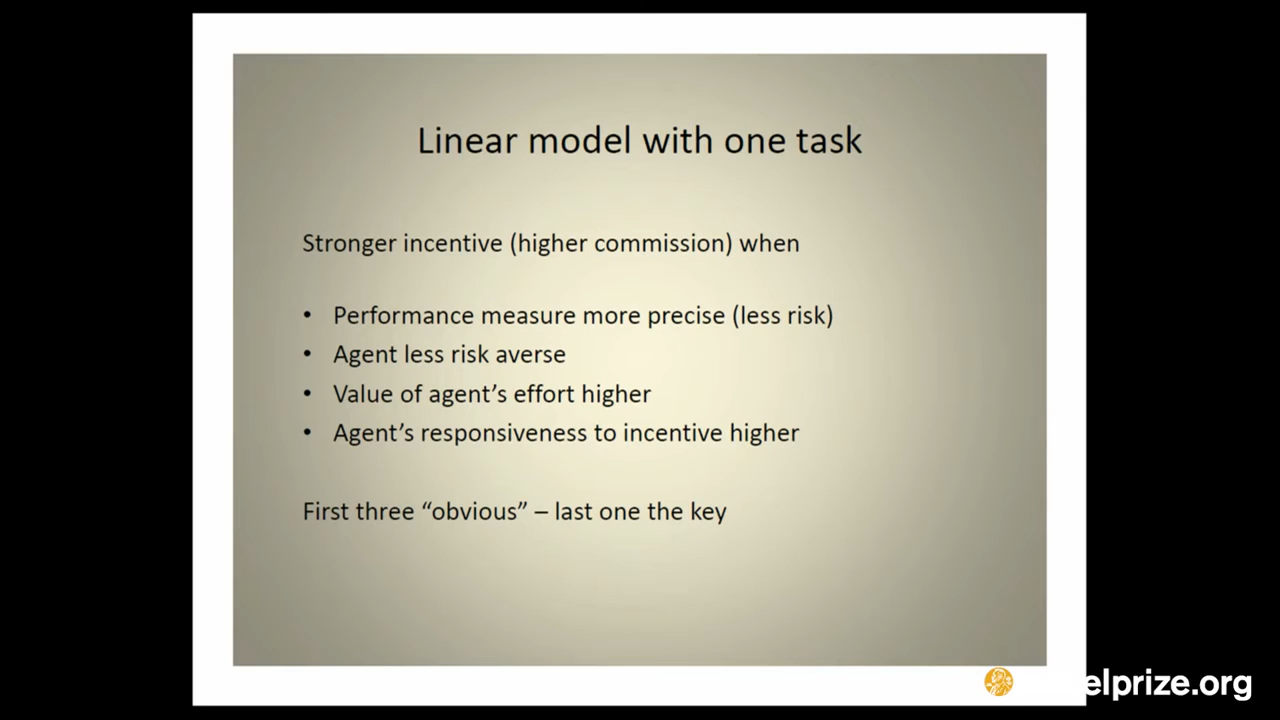 Linear model with one task
Stronger incentive (higher commission) when
• Performance measure more precise (less risk)
• Agent less risk averse
• Value of agent’s effort higher
• Agent’s responsiveness to incentive higher
First three “obvious” – last one the key
elprize.org